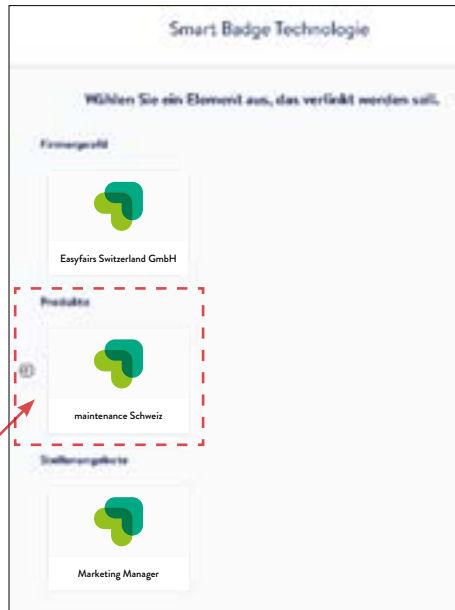 Smart Badge Technologie
Wählen Sie ein Element aus, das verlinkt werden soll.
Firmenprofil
Easyfairs Switzerland GmbH
Produkte
maintenance Schweiz
Stellenangebote
Marketing Manager